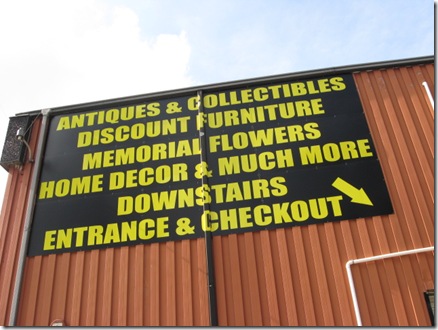 ANTIQUES & COLLECTIBLES
DISCOUNT FURNITURE
MEMORIAL FLOWERS
HOME DECOR & MUCH MORE
DOWNSTAIRS
ENTRANCE & CHECKOUT